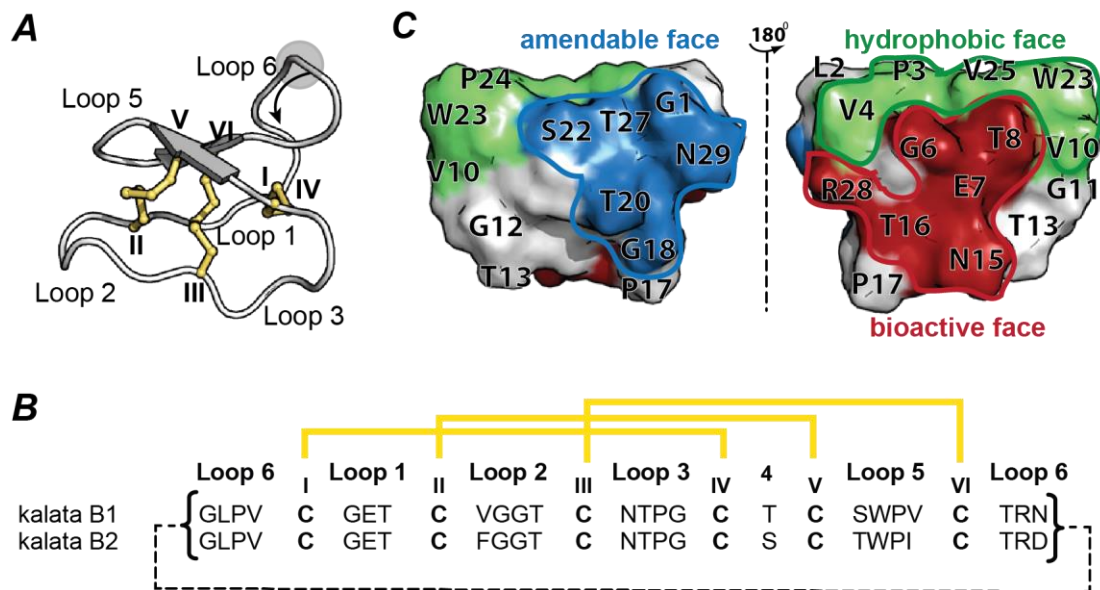 A
Loop 6
Loop 5
V
VI
I
IV
II
Loop 1
Loop 2
III
Loop 3
C
amendable face
180⁰
hydrophobic face
P24
W23
V10
S22
T27
G1
N29
T20
G12
G18
T13
P17
L2
P3
V25
W23
V4
G6
T8
V10
R28
E7
G11
T16
T13
N15
P17
bioactive face
B
Loop 6 I Loop 1 II Loop 2 III Loop 3 IV 4 V Loop 5 VI Loop 6
kalata B1 GLPV C GET C VGGT C NTPG C T C SWPV C TRN
kalata B2 GLPV C GET C FGGT C NTPG C S C TWPI C TRD